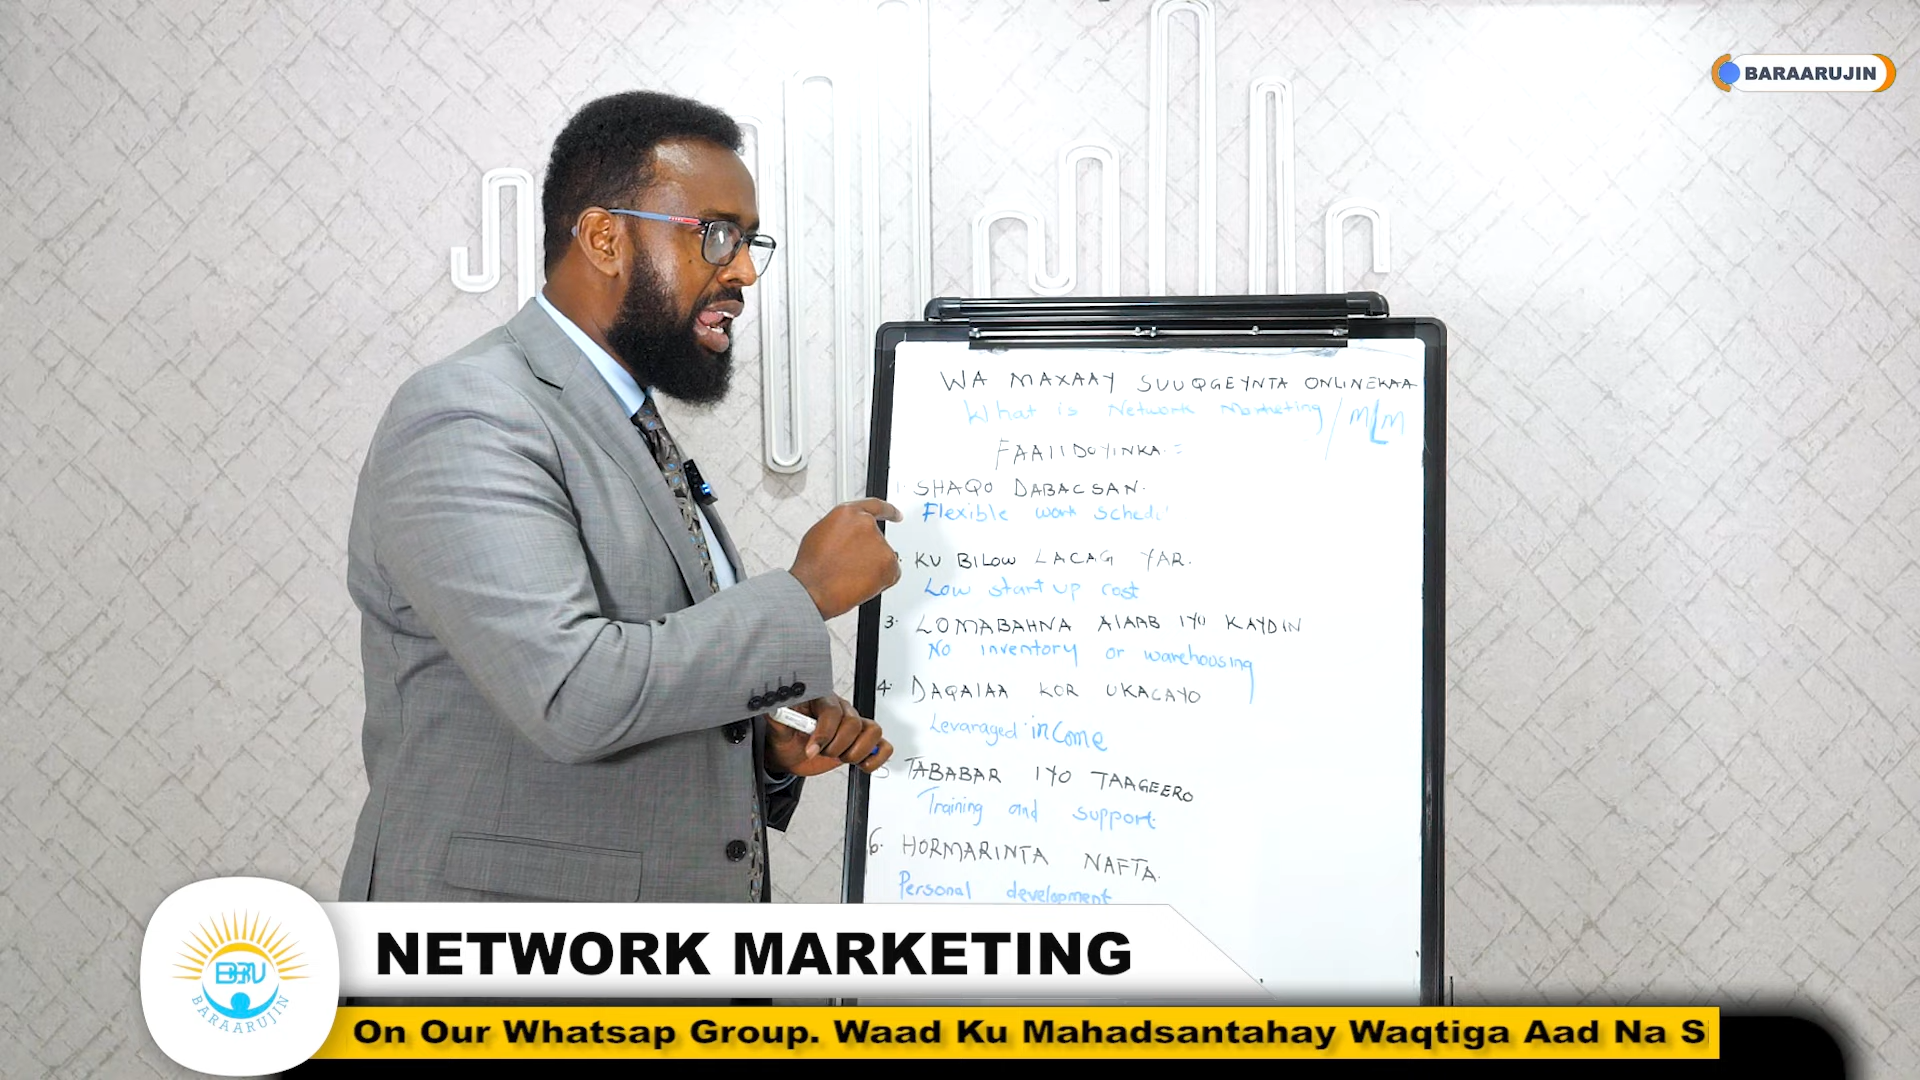 BARAARUJIN
WA MAXAAY SUUQGEYNTA ONLINEKAA
What is Network Marketing / MLM
FAAIIDOYINKA =
1. SHAQO DABACSAN.
Flexible work schedu
KU BILOW LACAG YAR.
Low start up cost
3. LOMABAHNA ALAAB IYO KAYDIN
No inventory or warehousing
4. DAQALAA KOR UKACAYO
Levaraged income
5 TABABAR IYO TAAGEERO
Training and support.
6. HORMARINTA NAFTA.
Personal development
BARAARUJIN
NETWORK MARKETING
On Our Whatsap Group. Waad Ku Mahadsantahay Waqtiga Aad Na S